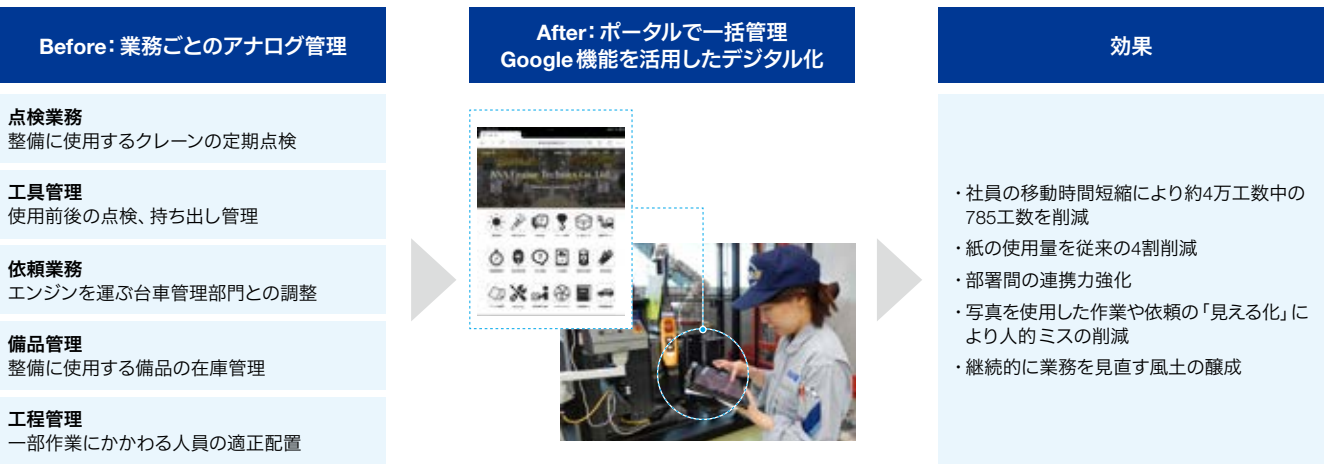 Before：業務ごとのアナログ管理
点検業務
整備に使用するクレーンの定期点検
工具管理
使用前後の点検、持ち出し管理
依頼業務
エンジンを運ぶ台車管理部門との調整
備品管理
整備に使用する備品の在庫管理
工程管理
一部作業にかかわる人員の適正配置
After：ポータルで一括管理
Google機能を活用したデジタル化
効果
・社員の移動時間短縮により約4万工数中の
785工数を削減
・紙の使用量を従来の4割削減
・部署間の連携力強化
・写真を使用した作業や依頼の「見える化」に
より人的ミスの削減
・継続的に業務を見直す風土の醸成